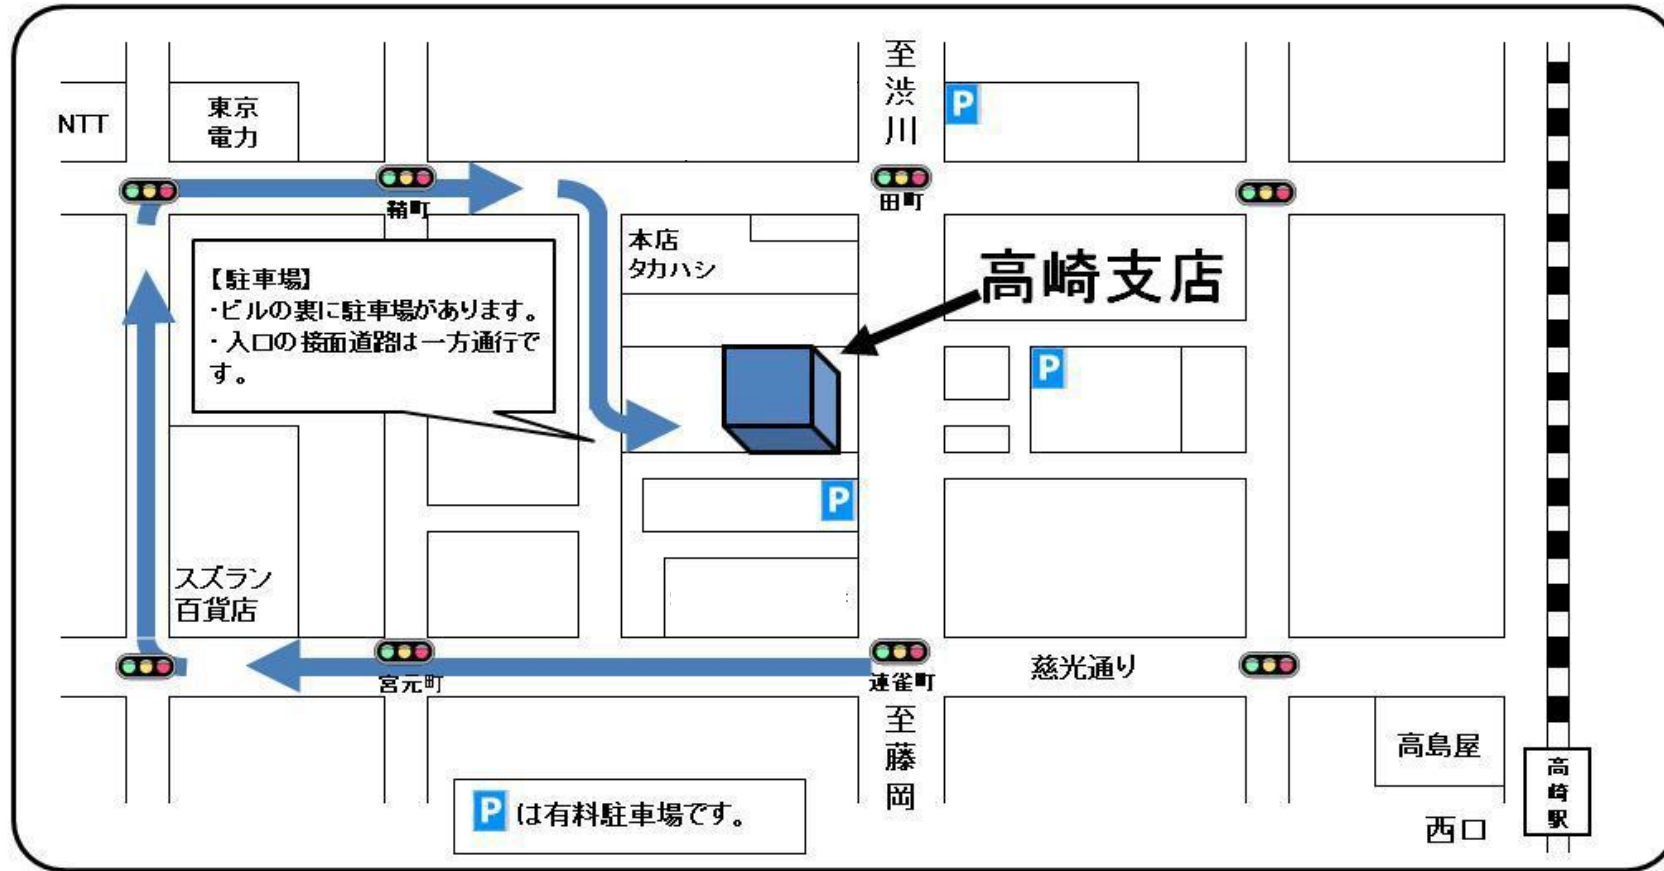 至渋川
P
東京
電力
NTT
鞘町
田町
本店
タカハシ
高崎支店
【駐車場】
・ビルの裏に駐車場があります。
・入口の接面道路は一方通行で
す。
P
P
スズラン
百貨店
宮元町
連雀町
慈光通り
至藤岡
高島屋
高崎駅
Pは有料駐車場です。
西口